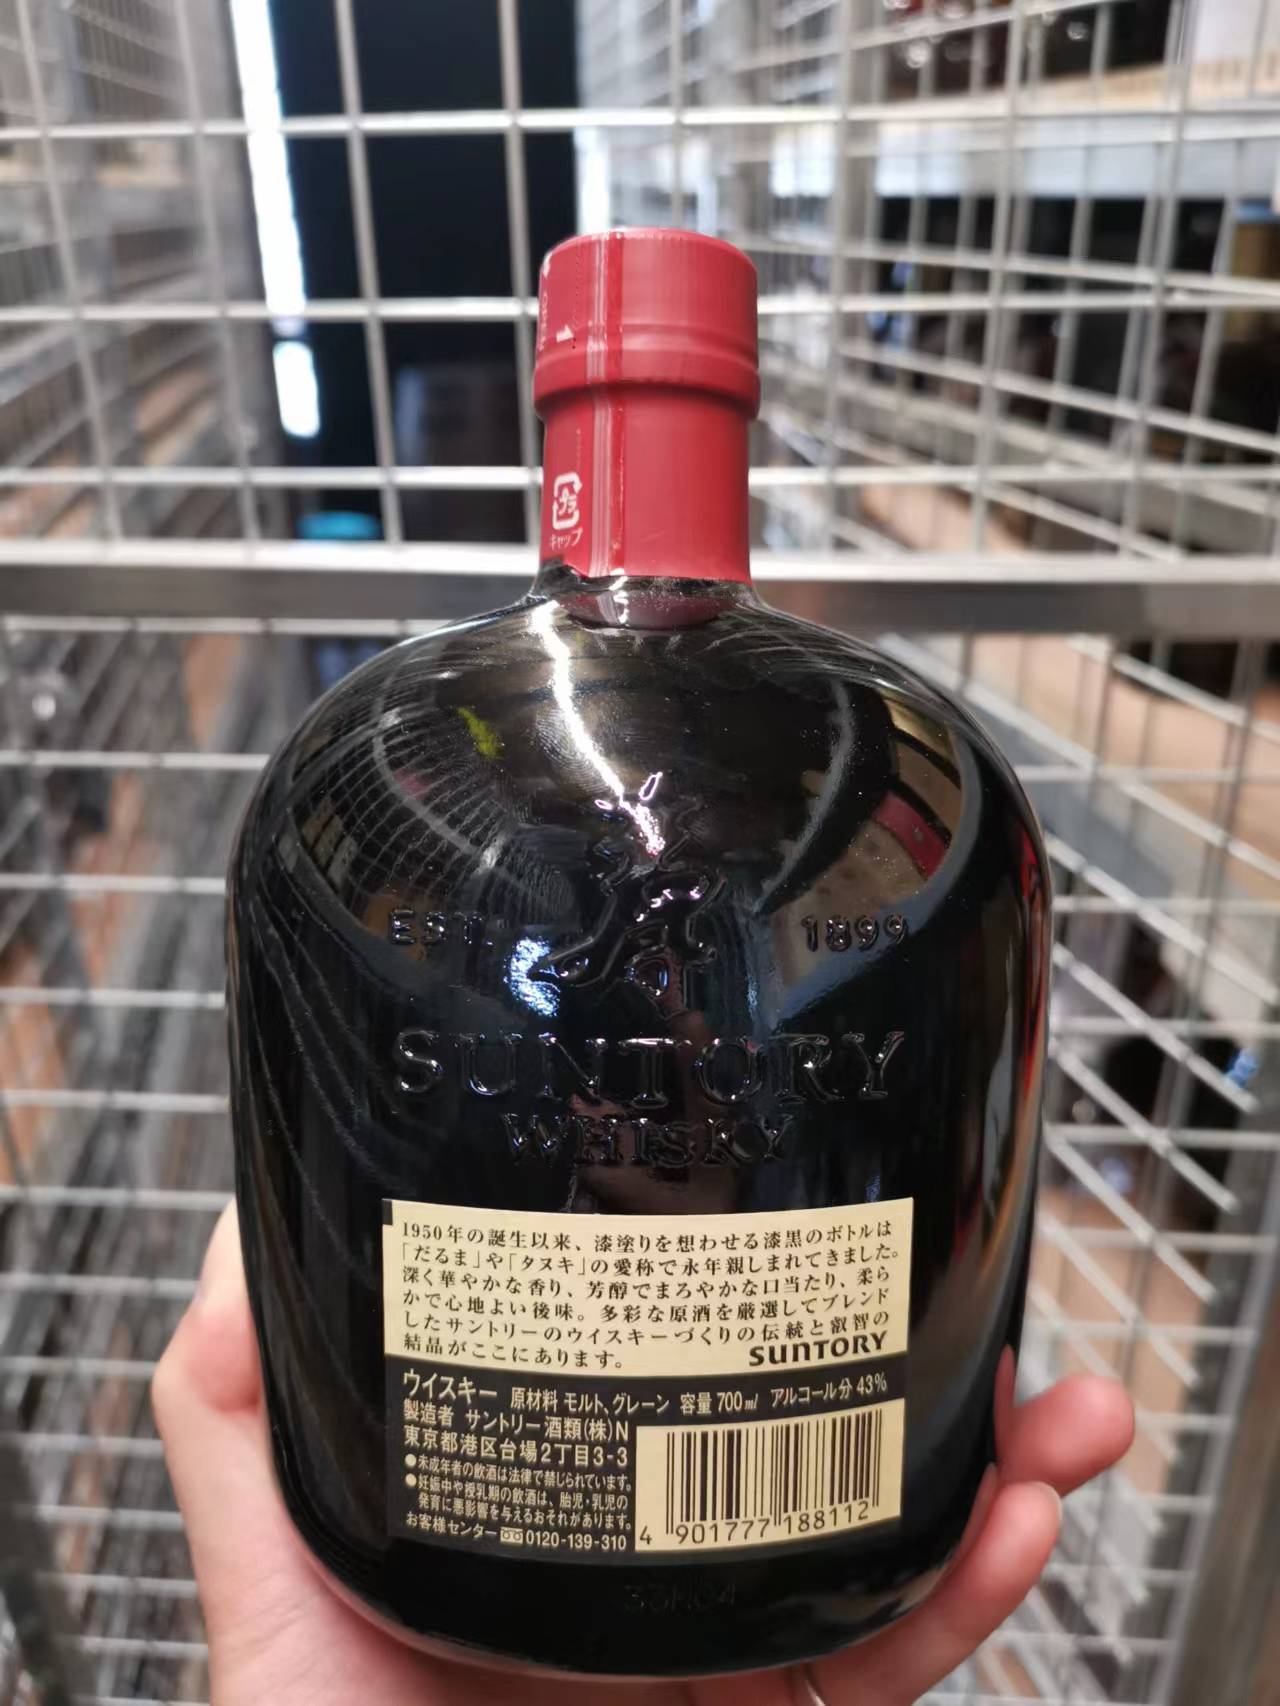 1
キャップ
EST. 1899
SUNTORY
WHISKY
1950年の誕生以来、漆塗りを想わせる漆黒のボトルは
「だるま」や「タヌキ」の愛称で永年親しまれてきました。
深く華やかな香り、芳醇でまろやかな口当たり、柔ら
かで心地よい後味。多彩な原酒を厳選してブレンド
したサントリーのウイスキーづくりの伝統と叡智の
結晶がここにあります。
SUNTORY
ウイスキー 原材料 モルト、グレーン 容量 700ml アルコール分 43%
製造者 サントリー酒類(株)N
東京都港区台場2丁目3-3
●未成年者の飲酒は法律で禁じられています。
●妊娠中や授乳期の飲酒は、胎児・乳児の
発育に悪影響を与えるおそれがあります。
お客様センター 0120-139-310
4 901777 188112